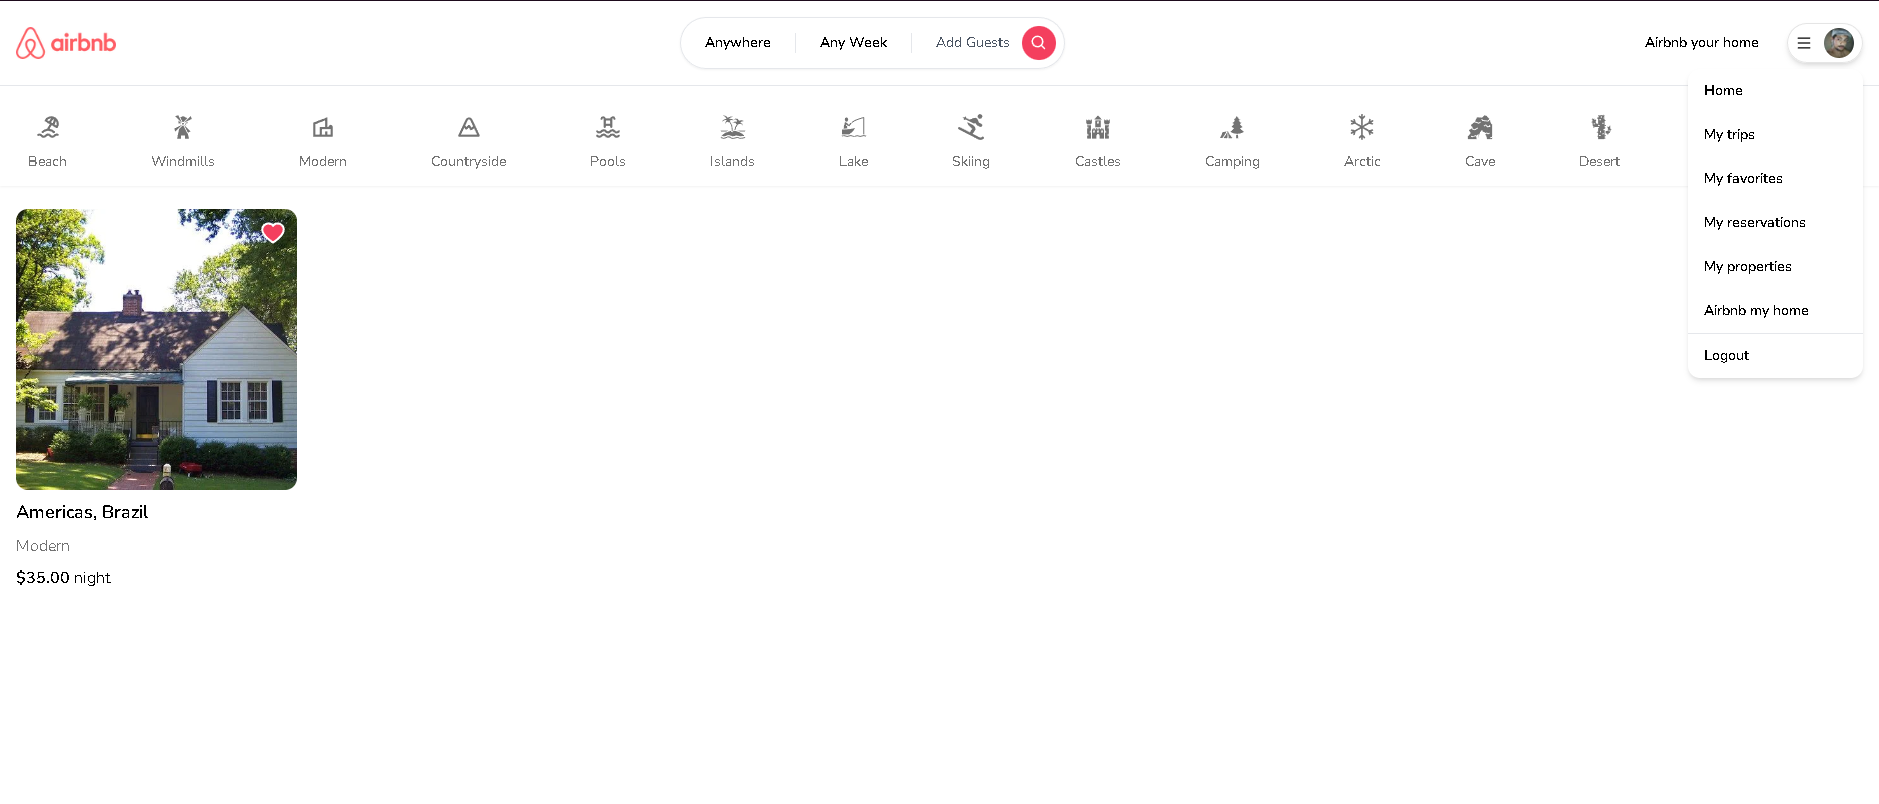 airbnb
Anywhere
Any Week
Add Guests
Airbnb your home
Home
My trips
My favorites
My reservations
My properties
Airbnb my home
Logout
Beach
Windmills
Modern
Countryside
Pools
Islands
Lake
Skiing
Castles
Camping
Arctic
Cave
Desert
Americas, Brazil
Modern
$35.00 night